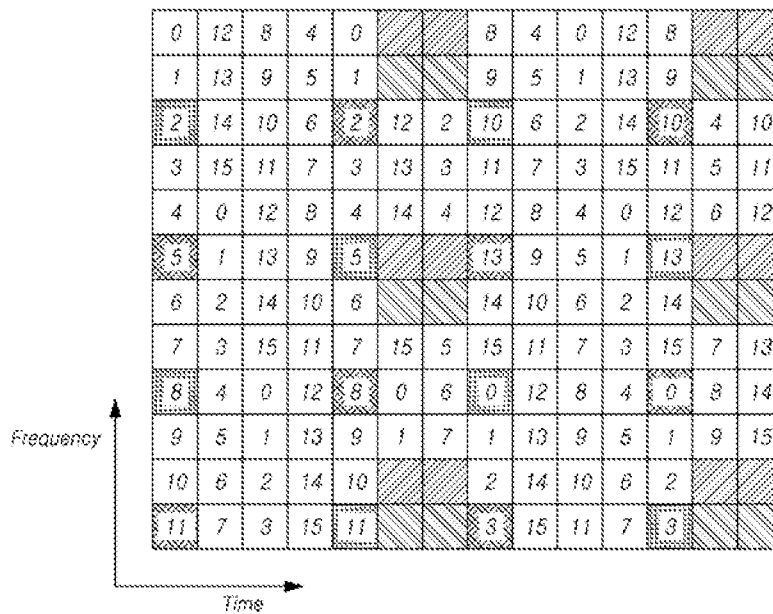 0 12 8 4 0 8 4 0 12 8
1 13 9 5 1 9 5 1 13 9
2 14 10 6 2 12 2 10 6 2 14 10 4 10
3 15 11 7 3 13 3 11 7 3 15 11 5 11
4 0 12 8 4 14 4 12 8 4 0 12 6 12
5 1 13 9 5 13 9 5 1 13
6 2 14 10 6 14 10 6 2 14
7 3 15 11 7 15 5 15 11 7 3 15 7 13
8 4 0 12 8 0 6 0 12 8 4 0 8 14
Frequency 9 5 1 13 9 1 7 1 13 9 5 1 9 15
10 6 2 14 10 2 14 10 6 2
11 7 3 15 11 3 15 11 7 3
Time